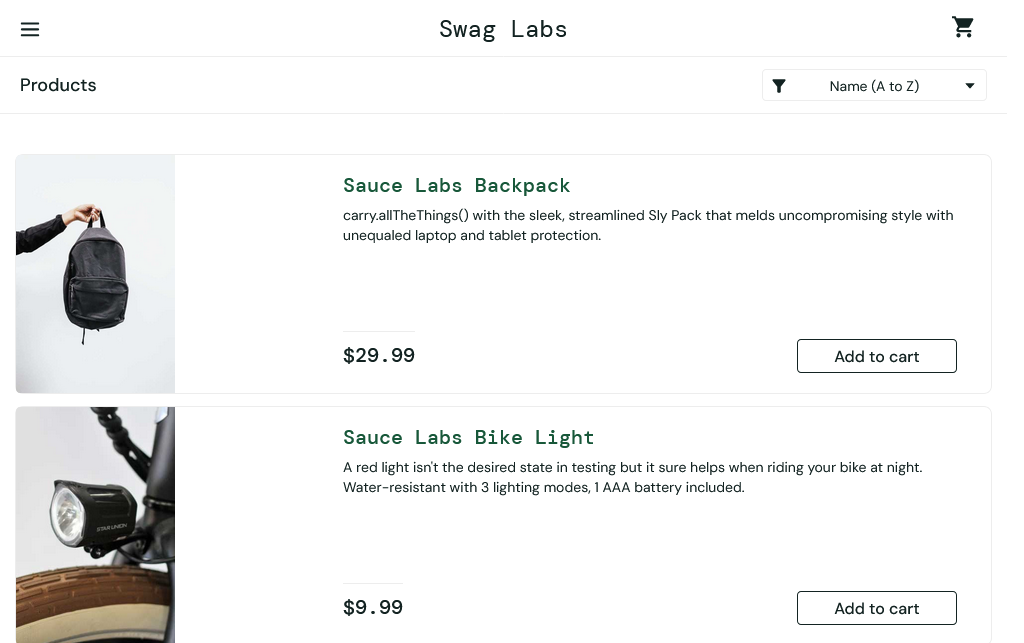 Swag Labs
Products
Name (A to Z)
Sauce Labs Backpack
carry.allTheThings() with the sleek, streamlined Sly Pack that melds uncompromising style with
unequaled laptop and tablet protection.
$29.99
Add to cart
Sauce Labs Bike Light
A red light isn't the desired state in testing but it sure helps when riding your bike at night.
Water-resistant with 3 lighting modes, 1 AAA battery included.
STAR UNION
$9.99
Add to cart